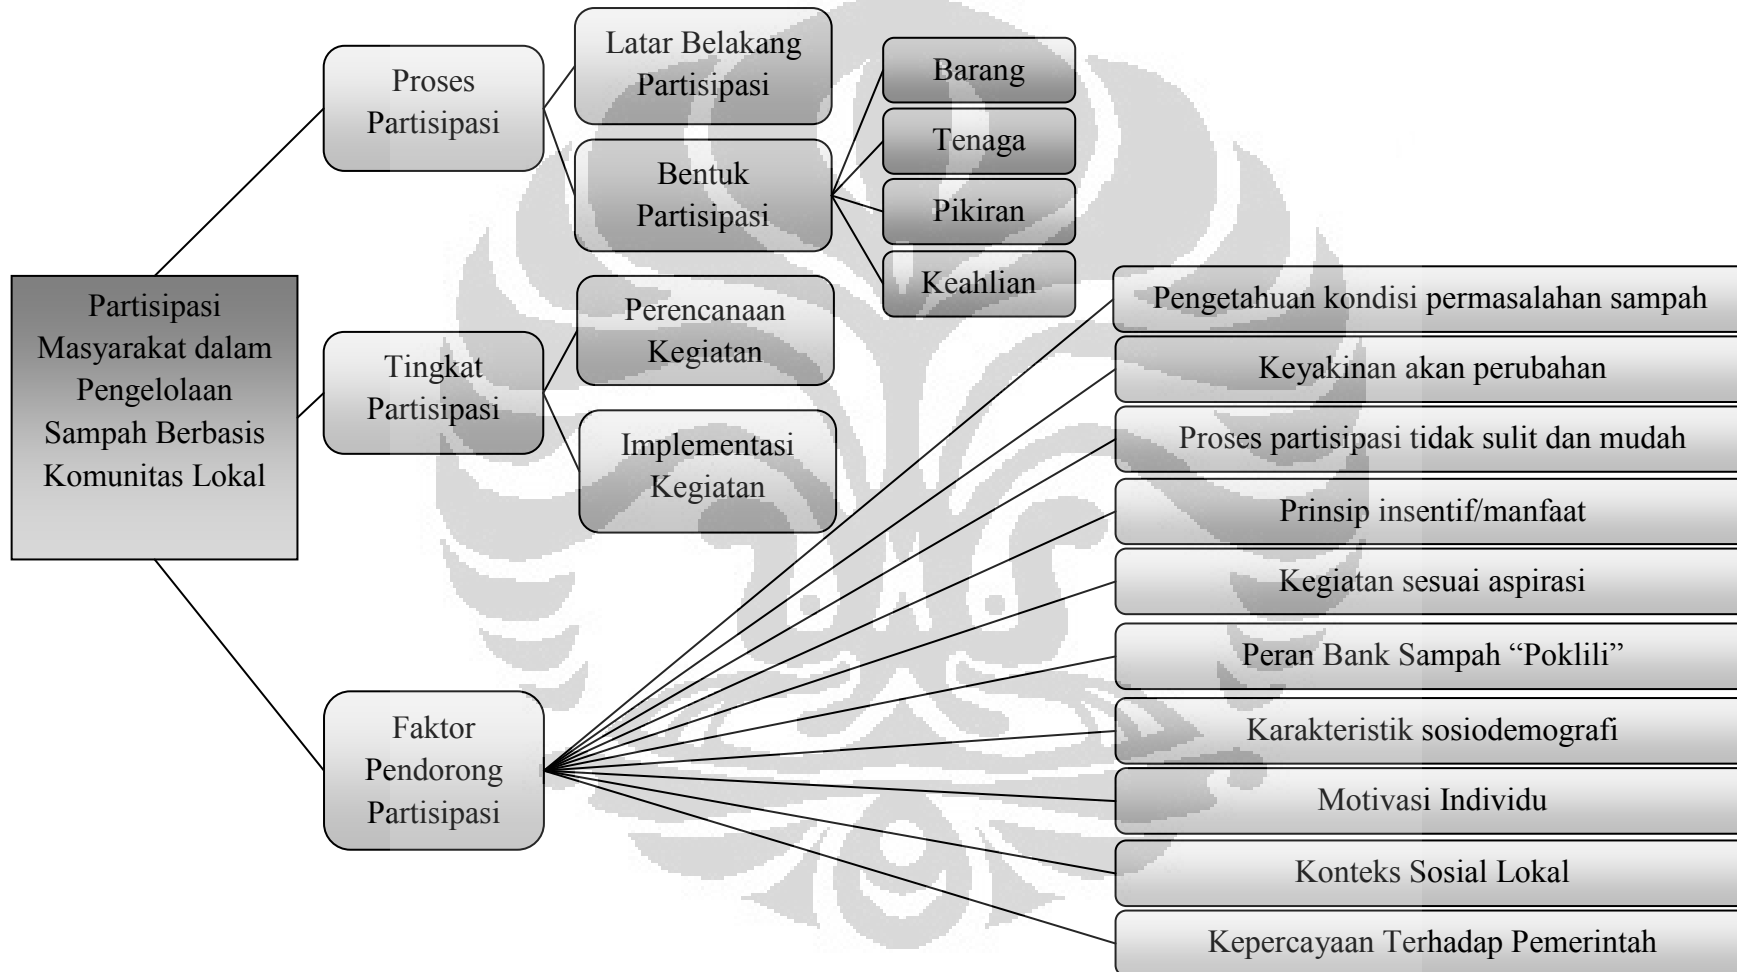 Partisipasi
Masyarakat dalam
Pengelolaan
Sampah Berbasis
Komunitas Lokal
Proses
Partisipasi
Latar Belakang
Partisipasi
Bentuk
Partisipasi
Barang
Tenaga
Pikiran
Keahlian
Tingkat
Partisipasi
Perencanaan
Kegiatan
Implementasi
Kegiatan
Faktor
Pendorong
Partisipasi
Pengetahuan kondisi permasalahan sampah
Keyakinan akan perubahan
Proses partisipasi tidak sulit dan mudah
Prinsip insentif/manfaat
Kegiatan sesuai aspirasi
Peran Bank Sampah “Poklili”
Karakteristik sosiodemografi
Motivasi Individu
Konteks Sosial Lokal
Kepercayaan Terhadap Pemerintah